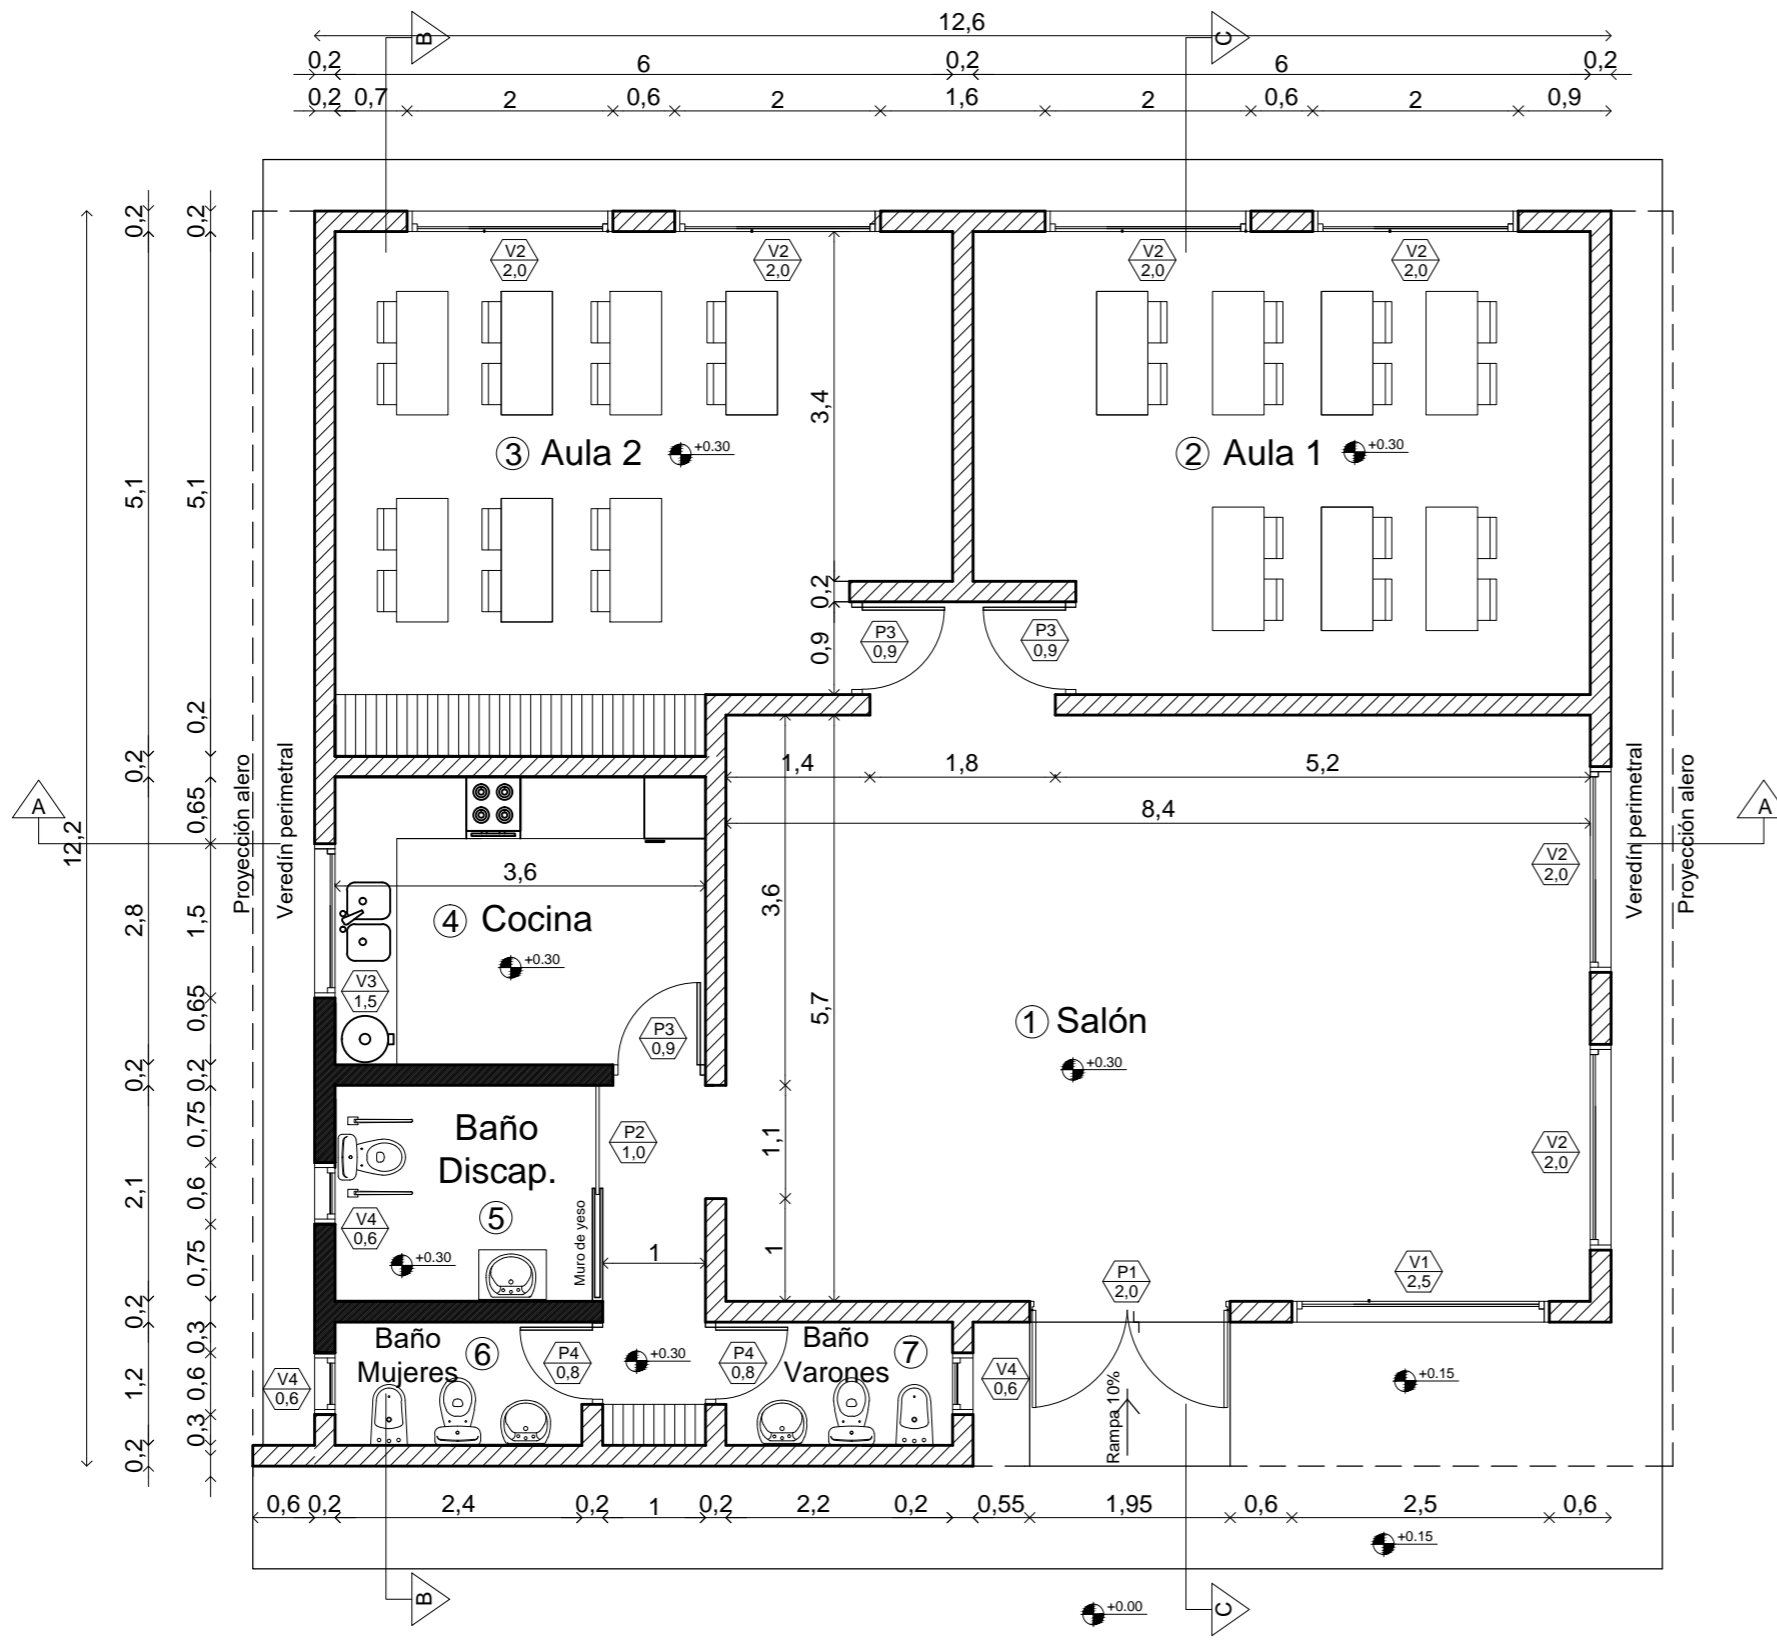 B
12,6
C
0,2 6 0,2 6 0,2
0,2 0,7 2 0,6 2 1,6 2 0,6 2 0,9
0,2 0,2
V2 V2 V2 V2
2,0 2,0 2,0 2,0
5,1 5,1
3,4
③ Aula 2 +0.30
② Aula 1 +0.30
0,2
P3 P3
0,9 0,9 0,9
0,2
0,2
1,4 1,8 5,2
8,4
Proyección alero
Veredín perimetral
Veredín perimetral
Proyección alero
A
A
12,2
0,65
3,6
V2
2,0
④ Cocina
+0.30
3,6
2,8 1,5
V3
1,5
5,7
① Salón
+0.30
0,65
P3
0,9
0,2 0,2
0,75
Baño
Discap.
⑤
P2
1,0
1,1
V2
2,0
2,1 0,6
V4
0,6
+0.30
Muro de yeso
1
1
0,75
P1
2,0
V1
2,5
0,2
0,3
Baño
Mujeres
⑥
P4
0,8
+0.30
P4
0,8
Baño
Varones
⑦
V4
0,6
V4
0,6
1,2 0,6
Rampa 10%
+0.15
0,3
0,2
0,6 0,2 2,4 0,2 1 0,2 2,2 0,2 0,55 1,95 0,6 2,5 0,6
+0.15
B
C
+0.00